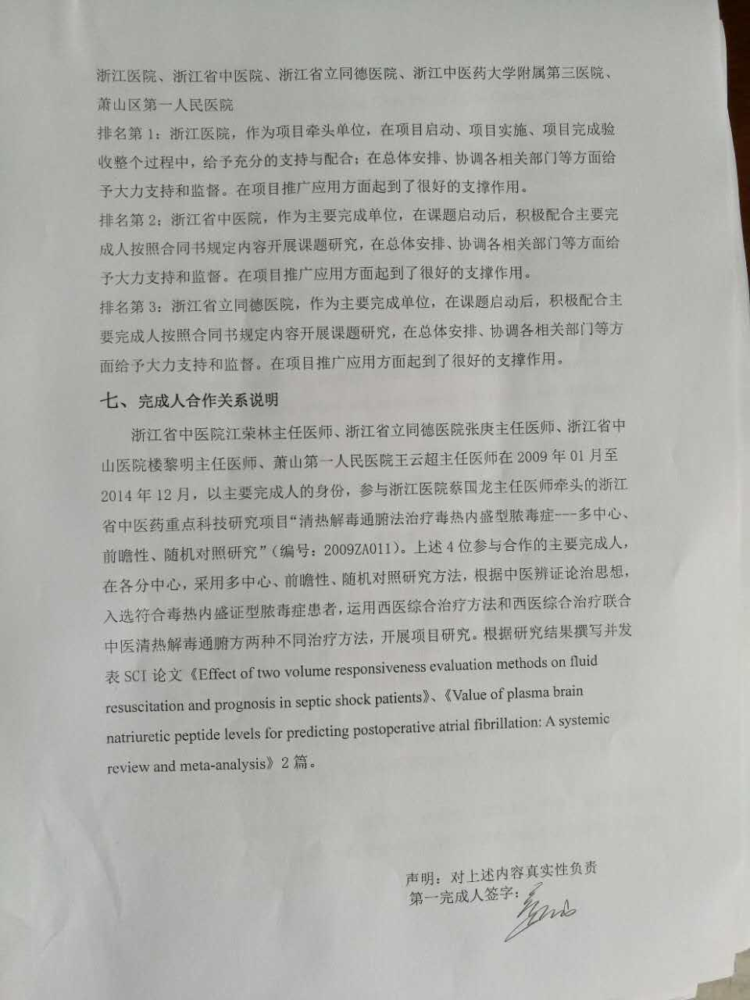 浙江医院、浙江省中医院、浙江省立同德医院、浙江中医药大学附属第三医院、
萧山区第一人民医院
排名第 1：浙江医院，作为项目牵头单位，在项目启动、项目实施、项目完成验
收整个过程中，给予充分的支持与配合；在总体安排、协调各相关部门等方面给
予大力支持和监督。在项目推广应用方面起到了很好的支撑作用。
排名第 2：浙江省中医院，作为主要完成单位，在课题启动后，积极配合主要完
成人按照合同书规定内容开展课题研究，在总体安排、协调各相关部门等方面给
予大力支持和监督。在项目推广应用方面起到了很好的支撑作用。
排名第 3：浙江省立同德医院，作为主要完成单位，在课题启动后，积极配合主
要完成人按照合同书规定内容开展课题研究，在总体安排、协调各相关部门等方
面给予大力支持和监督。在项目推广应用方面起到了很好的支撑作用。
七、完成人合作关系说明
浙江省中医院江荣林主任医师、浙江省立同德医院张庚主任医师、浙江省中
山医院楼黎明主任医师、萧山第一人民医院王云超主任医师在 2009 年 01 月至
2014 年 12 月，以主要完成人的身份，参与浙江医院蔡国龙主任医师牵头的浙江
省中医药重点科技研究项目“清热解毒通腑法治疗毒热内盛型脓毒症---多中心、
前瞻性、随机对照研究”（编号：2009ZA011）。上述 4 位参与合作的主要完成人，
在各分中心，采用多中心、前瞻性、随机对照研究方法，根据中医辨证论治思想，
入选符合毒热内盛证型脓毒症患者，运用西医综合治疗方法和西医综合治疗联合
中医清热解毒通腑方两种不同治疗方法，开展项目研究。根据研究结果撰写并发
表 SCI 论文《Effect of two volume responsiveness evaluation methods on fluid
resuscitation and prognosis in septic shock patients》、《Value of plasma brain
natriuretic peptide levels for predicting postoperative atrial fibrillation: A systemic
review and meta-analysis》2 篇。
声明：对上述内容真实性负责
第一完成人签字：